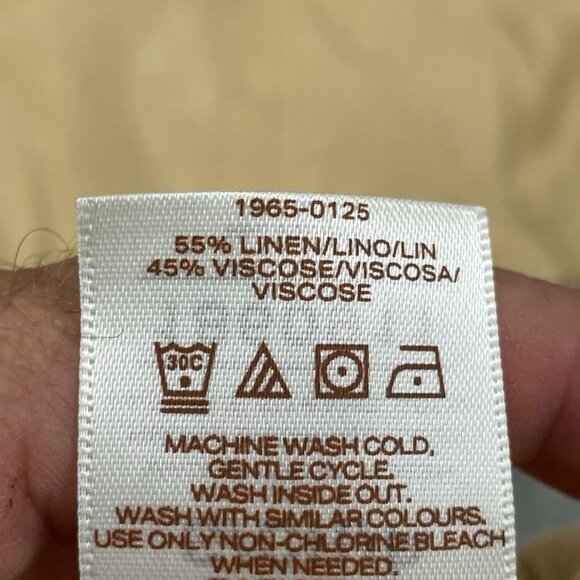 1965-0125
55% LINEN/LINO/LIN
45% VISCOSE/VISCOSA/
VISCOSE
30C
MACHINE WASH COLD,
GENTLE CYCLE.
WASH INSIDE OUT.
WASH WITH SIMILAR COLOURS.
USE ONLY NON-CHLORINE BLEACH
WHEN NEEDED.